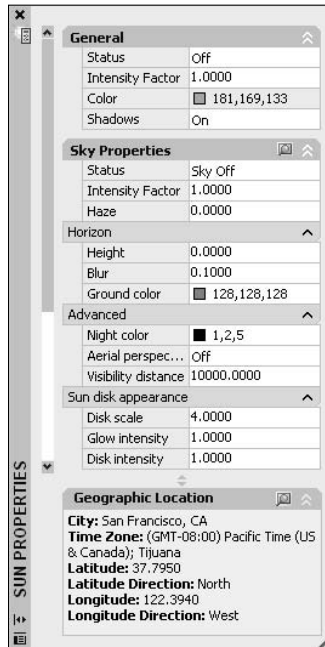 General
Status Off
Intensity Factor 1.0000
Color 181,169,133
Shadows On
Sky Properties
Status Sky Off
Intensity Factor 1.0000
Haze 0.0000
Horizon
Height 0.0000
Blur 0.1000
Ground color 128,128,128
Advanced
Night color 1,2,5
Aerial perspec... Off
Visibility distance 10000.0000
Sun disk appearance
Disk scale 4.0000
Glow intensity 1.0000
Disk intensity 1.0000
Geographic Location
City: San Francisco, CA
Time Zone: (GMT-08:00) Pacific Time (US
& Canada); Tijuana
Latitude: 37.7950
Latitude Direction: North
Longitude: 122.3940
Longitude Direction: West
SUN PROPERTIES